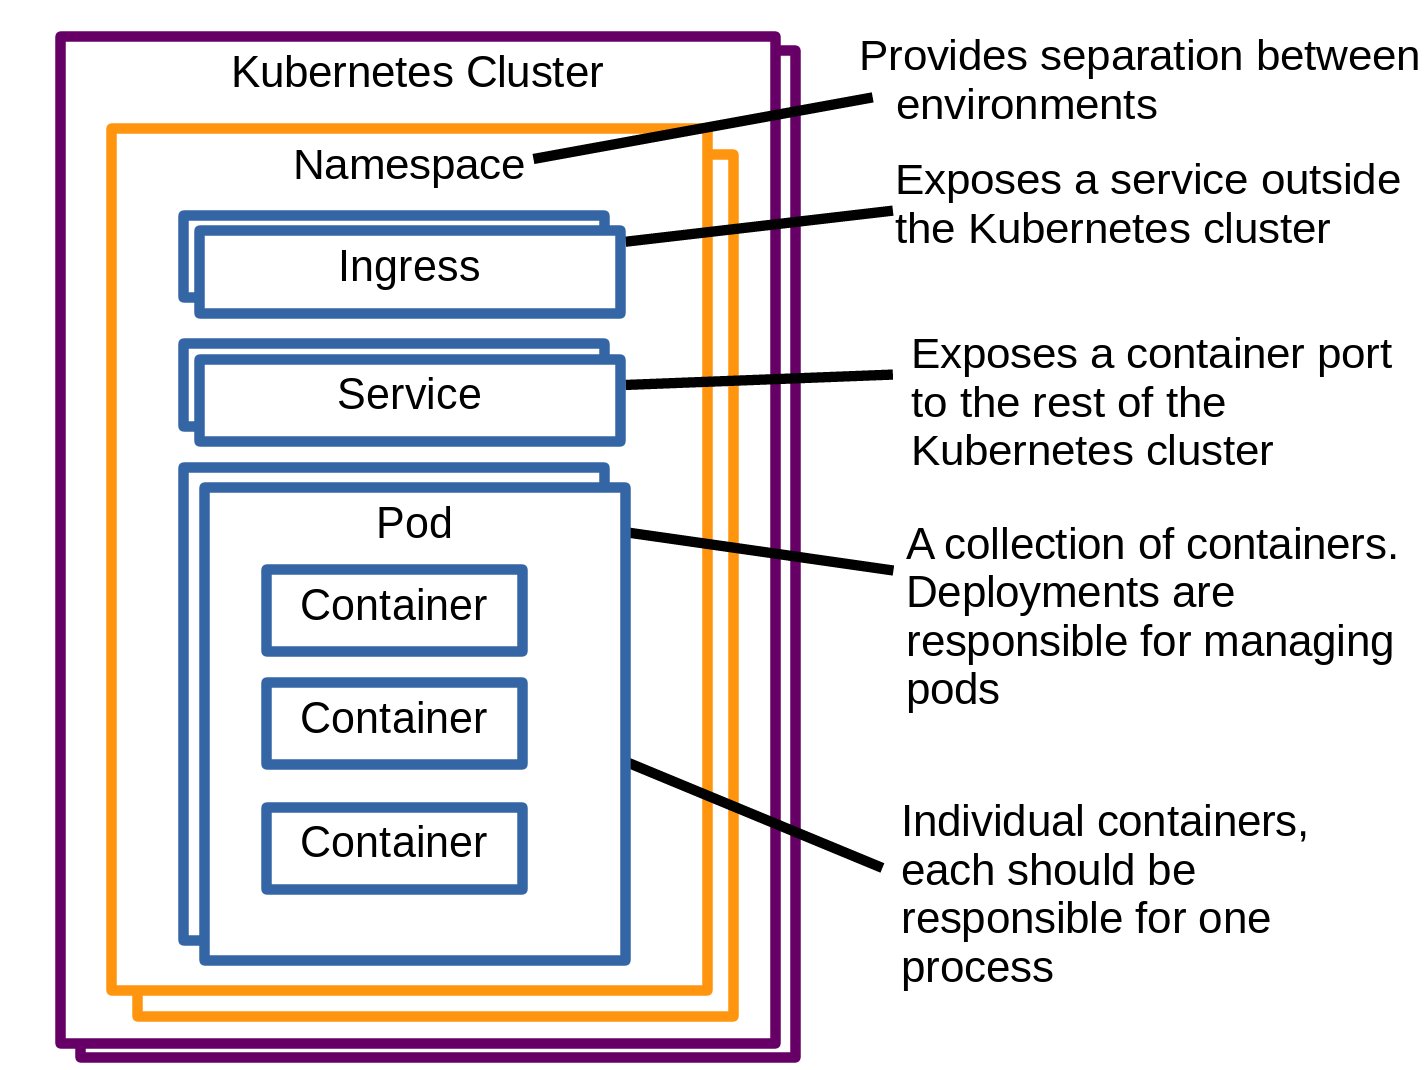 Kubernetes Cluster
Namespace
Ingress
Service
Pod
Container
Container
Container
Provides separation between
environments
Exposes a service outside
the Kubernetes cluster
Exposes a container port
to the rest of the
Kubernetes cluster
A collection of containers.
Deployments are
responsible for managing
pods
Individual containers,
each should be
responsible for one
process